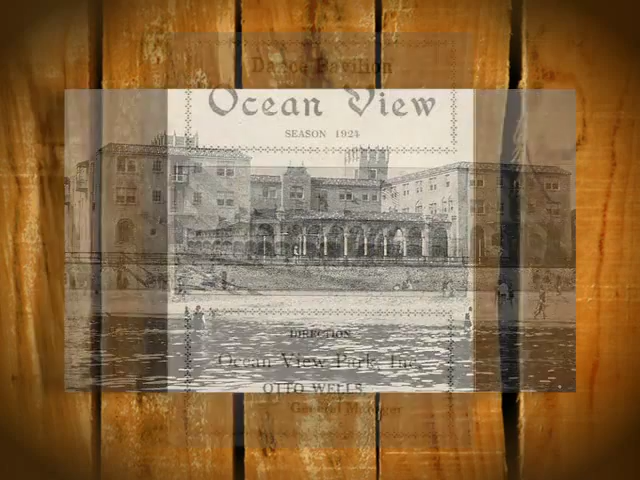 Dance Pavilion
Ocean View
SEASON 1924
DIRECTION
Ocean View Park, Inc.
OTTO WELLS
General Manager